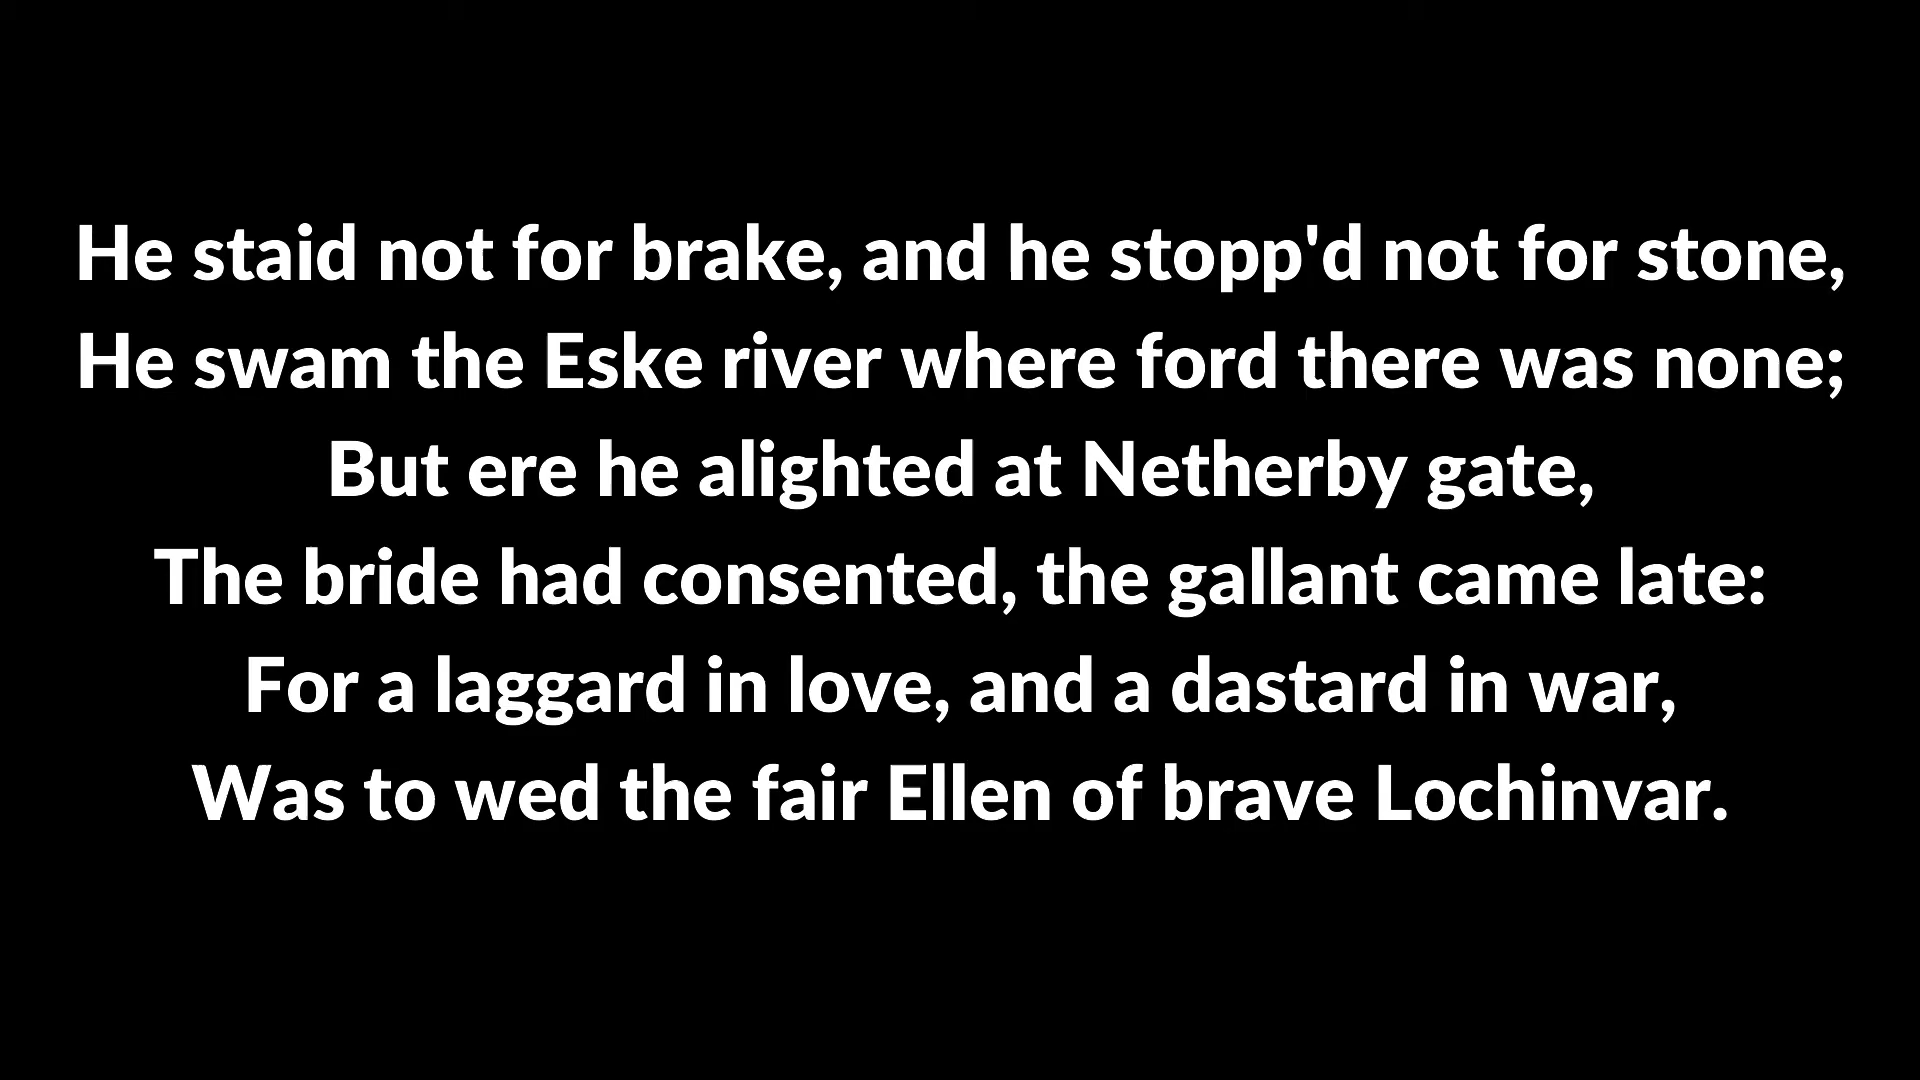 He staid not for brake, and he stopp'd not for stone,
He swam the Eske river where ford there was none;
But ere he alighted at Netherby gate,
The bride had consented, the gallant came late:
For a laggard in love, and a dastard in war,
Was to wed the fair Ellen of brave Lochinvar.